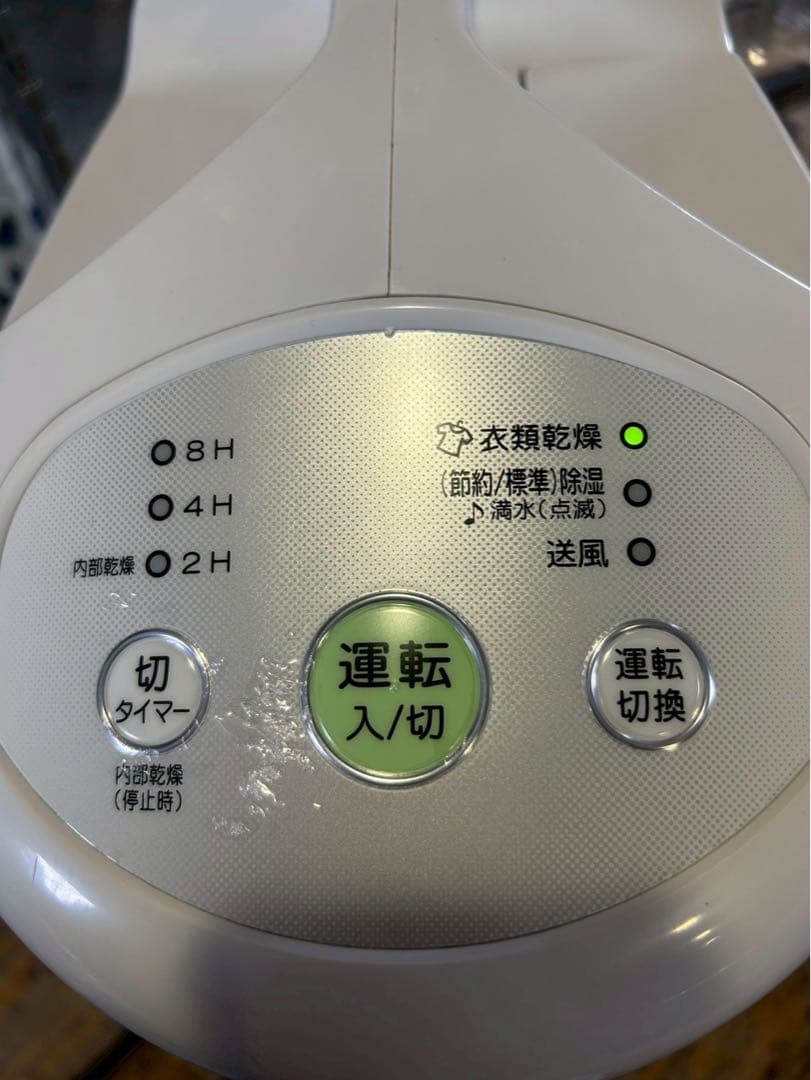 8H
4H
内部乾燥 2H
衣類乾燥
(節約/標準)除湿
♪満水(点滅)
送風
切
タイマー
内部乾燥
(停止時)
運転
入/切
運転
切換